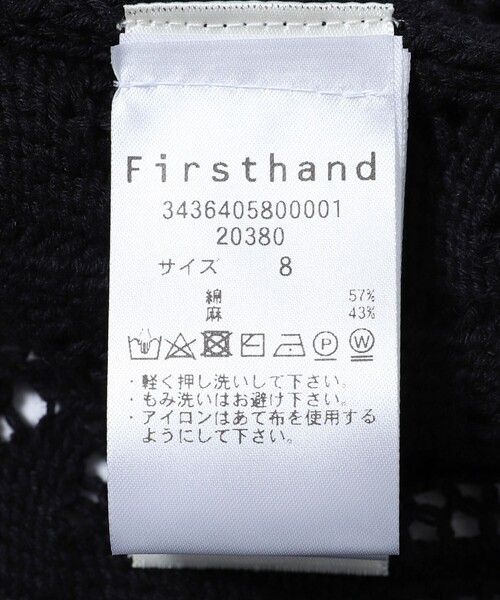 Firsthand
3436405800001
20380
サイズ 8
綿 57%
麻 43%
P W
・軽く押し洗いして下さい。
・もみ洗いはお避け下さい。
・アイロンはあて布を使用する
ようにして下さい。